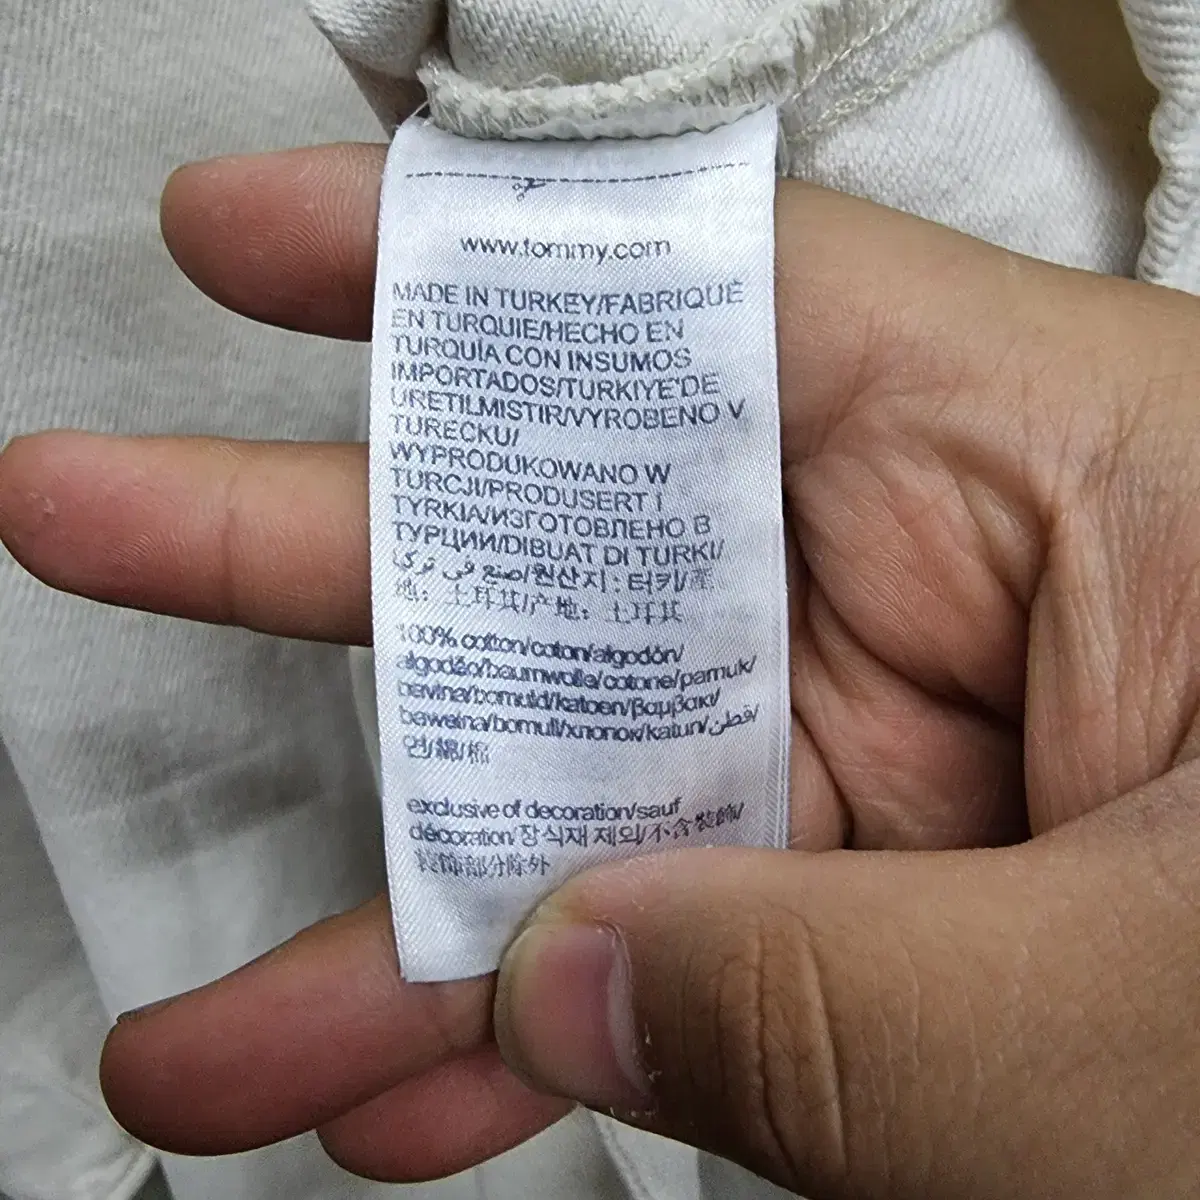 www.tommy.com
MADE IN TURKEY/FABRIQUÉ
EN TURQUIE/HECHO EN
TURQUÍA CON INSUMOS
IMPORTADOS/TURKIYE'DE
URETILMISTIR/VYROBENO V
TURECKU/
WYPRODUKOWANO W
TURCJI/PRODUSERT I
TYRKIA/ИЗГОТОВЛЕНО В
ТУРЦИИ/DIBUAT DI TURKI/
صنع في تركيا/원산지: 터키/產
地: 土耳其/产地: 土耳其
100% cotton/coton/algodón/
algodão/baumwolle/cotone/pamuk/
bavlna/bomuld/katoen/βαμβακι/
bawełna/bomull/хлопок/katun/قطن/
면/綿/棉
exclusive of decoration/sauf
décoration/장식재 제외/不含裝飾/
装饰部分除外